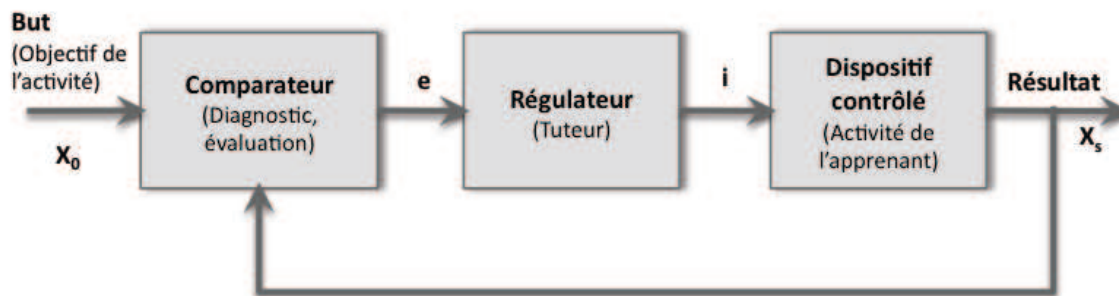 But
(Objectif de
l'activité)
X₀
Comparateur
(Diagnostic,
évaluation)
e
Régulateur
(Tuteur)
i
Dispositif
contrôlé
(Activité de
l'apprenant)
Résultat
Xₛ